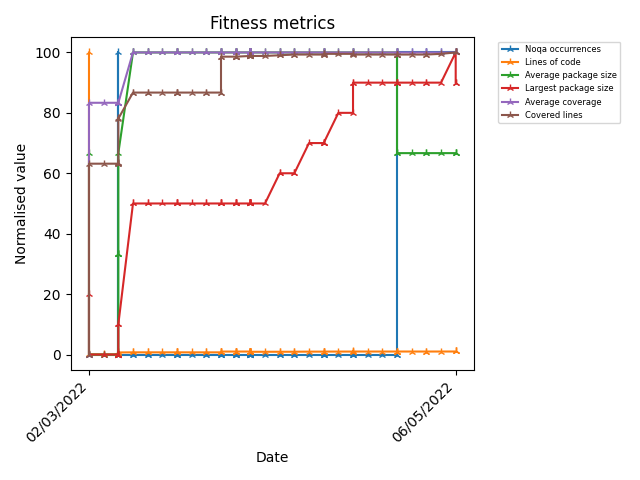 Fitness metrics
Noqa occurrences
Lines of code
Average package size
Largest package size
Average coverage
Covered lines
Normalised value
100
80
60
40
20
0
02/03/2022
06/05/2022
Date